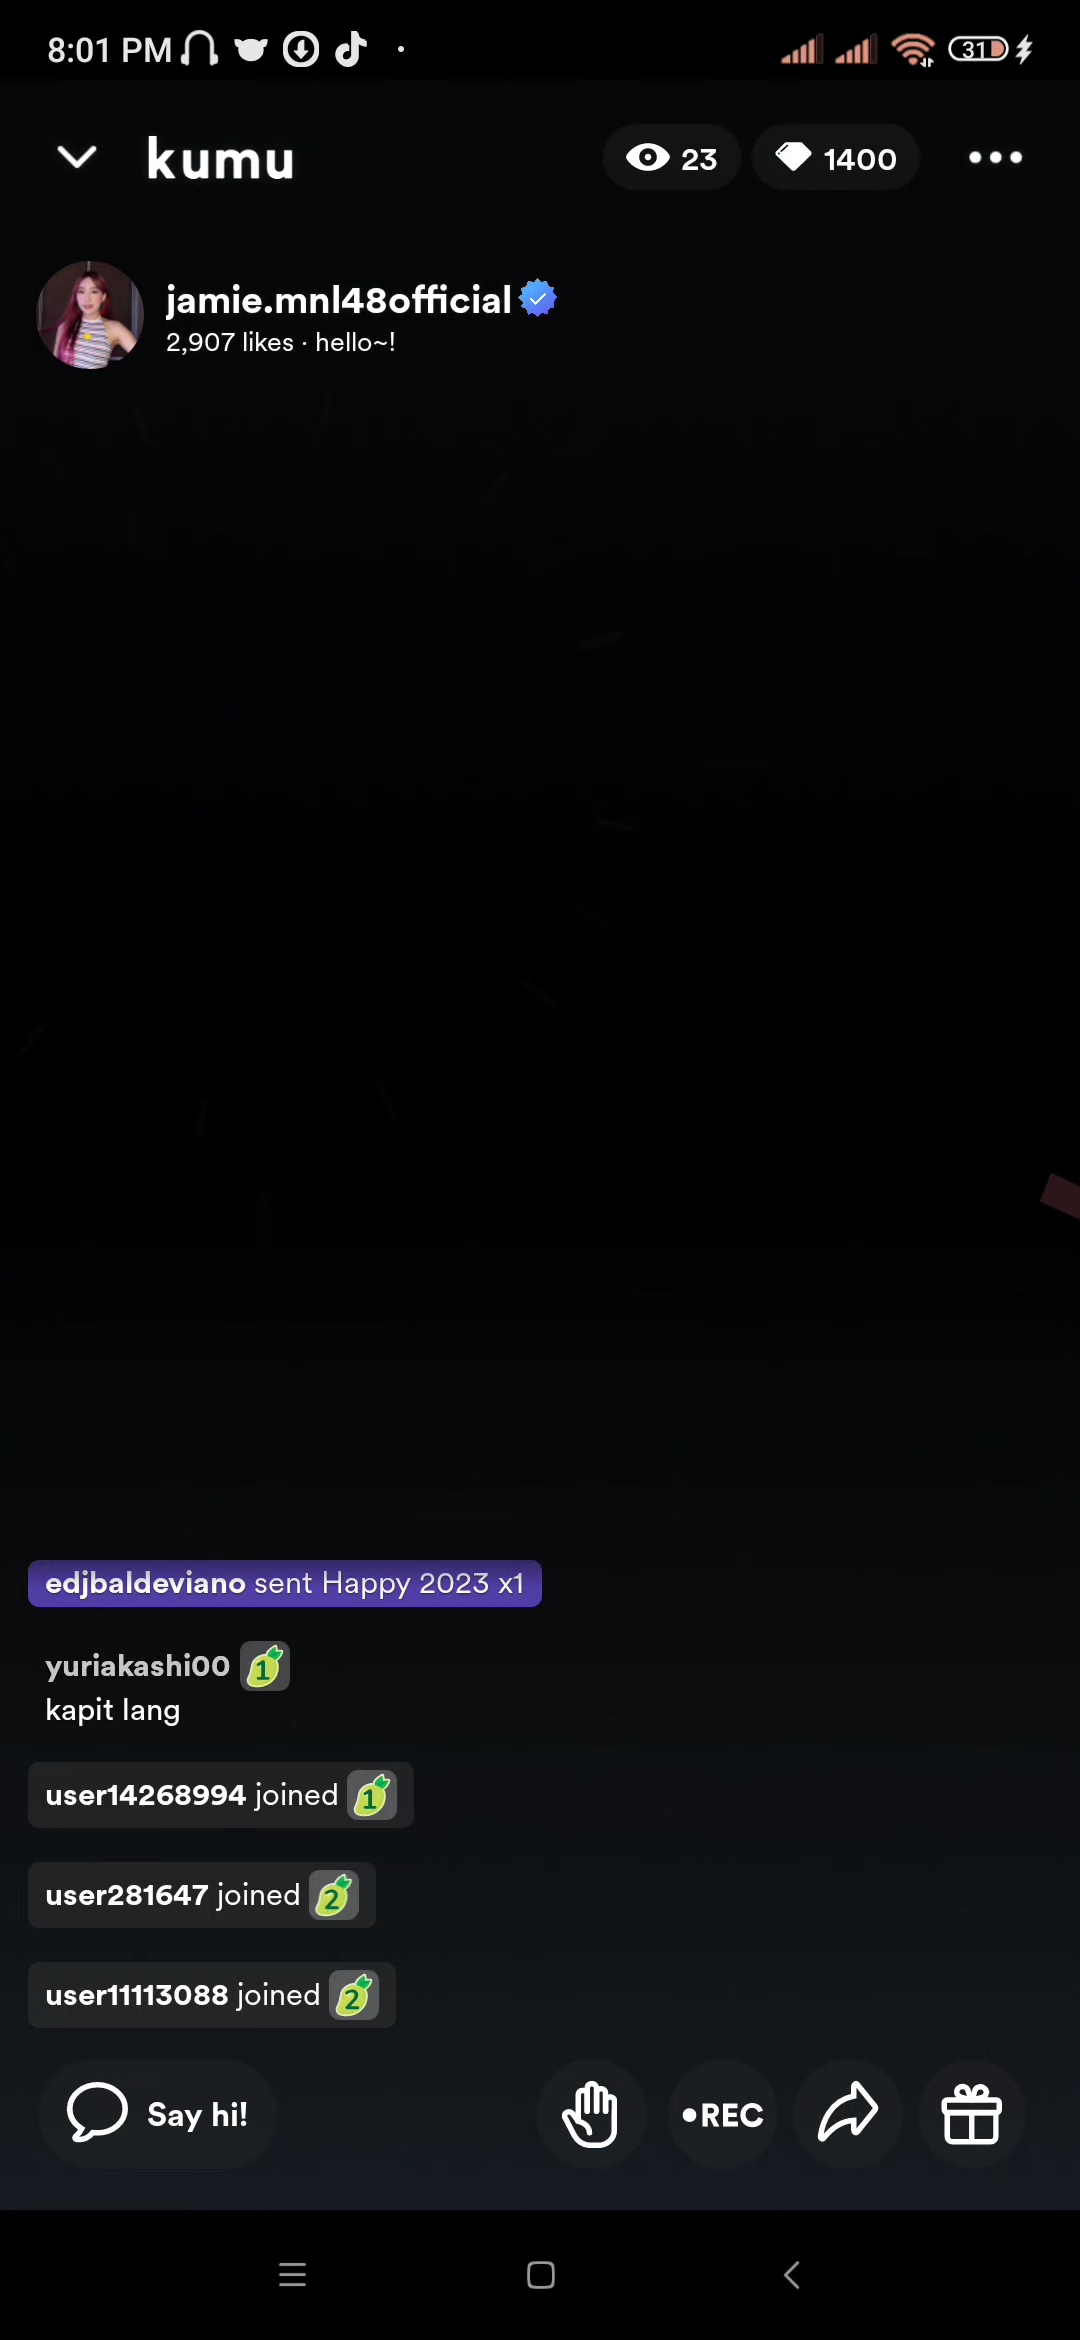 8:01 PM
31
kumu
23
1400
jamie.mnl48official
2,907 likes · hello~!
edjbaldeviano sent Happy 2023 x1
yuriakashi00 1
kapit lang
user14268994 joined 1
user281647 joined 2
user11113088 joined 2
Say hi!
•REC